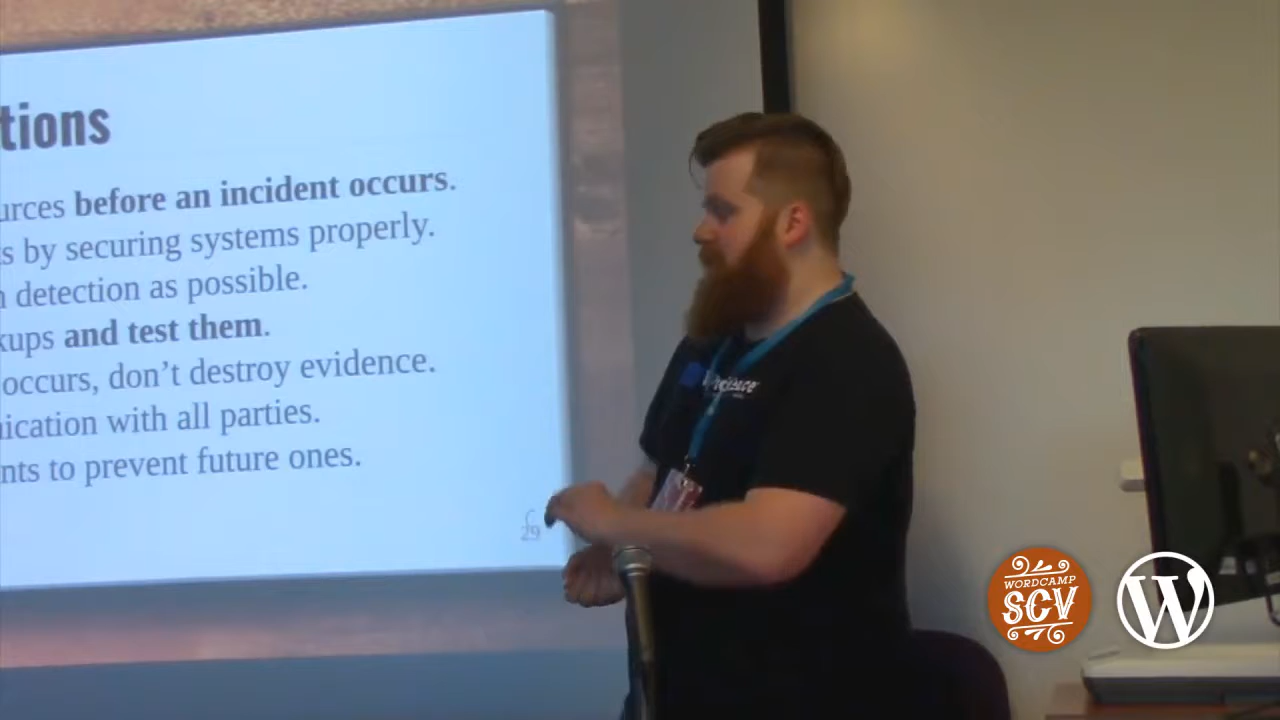 tions
urces before an incident occurs.
s by securing systems properly.
n detection as possible.
kups and test them.
occurs, don't destroy evidence.
nication with all parties.
nts to prevent future ones.
29
WORDCAMP
SCV
W